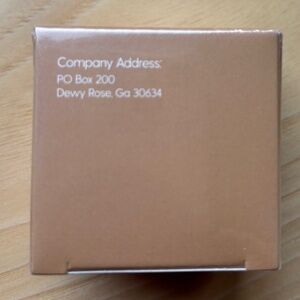 Company Address:
PO Box 200
Dewy Rose, Ga 30634